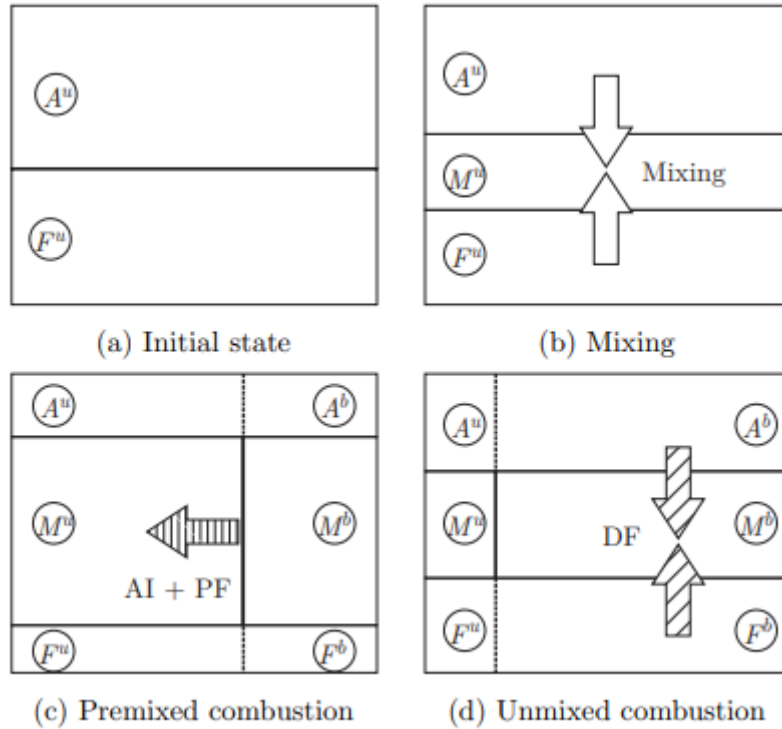 A^u
F^u
(a) Initial state
A^u
M^u
Mixing
F^u
(b) Mixing
A^u
A^b
M^u
M^b
AI + PF
F^u
F^b
(c) Premixed combustion
A^u
A^b
M^u
DF
M^b
F^u
F^b
(d) Unmixed combustion